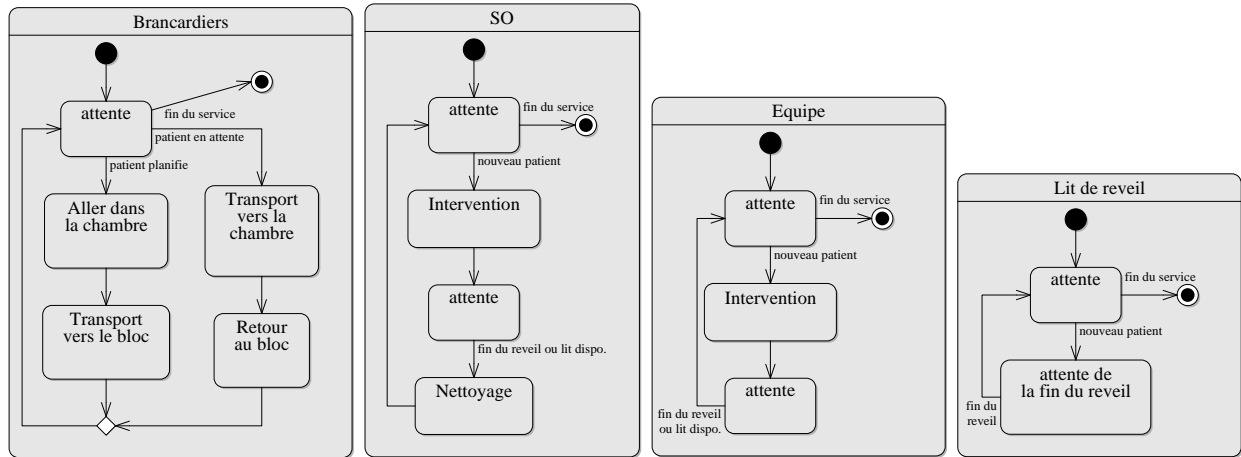 Brancardiers
attente
fin du service
patient en attente
patient planifie
Aller dans
la chambre
Transport
vers la
chambre
Transport
vers le bloc
Retour
au bloc
SO
attente
fin du service
nouveau patient
Intervention
attente
fin du reveil ou lit dispo.
Nettoyage
Equipe
attente
fin du service
nouveau patient
Intervention
attente
fin du reveil
ou lit dispo.
Lit de reveil
attente
fin du service
nouveau patient
attente de
la fin du reveil
fin du
reveil